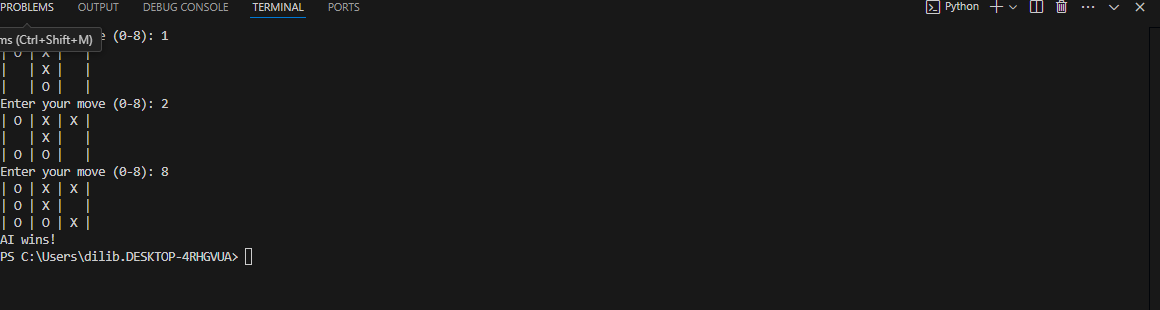 PROBLEMS OUTPUT DEBUG CONSOLE TERMINAL PORTS Python
ms (Ctrl+Shift+M) e (0-8): 1
| O | X |   |
|   | X |   |
|   | O |   |
Enter your move (0-8): 2
| O | X | X |
|   | X |   |
| O | O |   |
Enter your move (0-8): 8
| O | X | X |
| O | X |   |
| O | O | X |
AI wins!
PS C:\Users\dilib.DESKTOP-4RHGVUA>